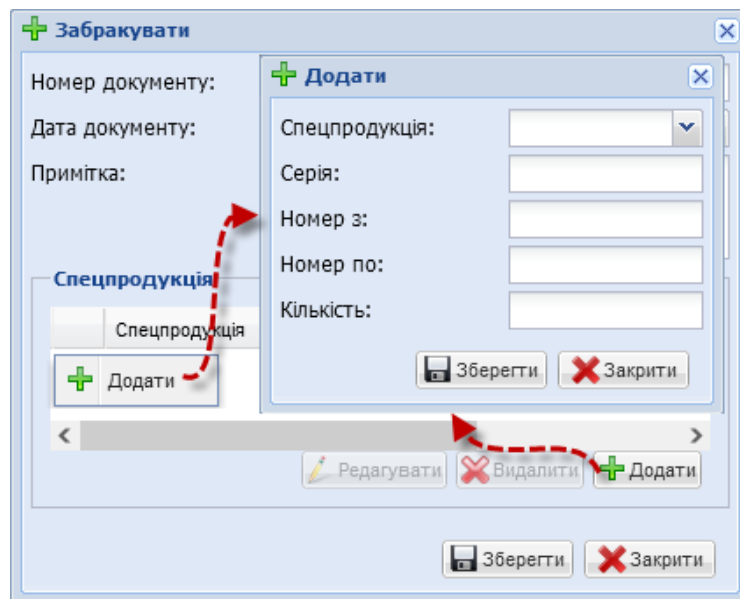 Забракувати
Номер документу:
Дата документу:
Примітка:
Додати
Спецпродукція:
Серія:
Номер з:
Номер по:
Кількість:
Зберегти Закрити
Спецпродукція
Спецпродукція
Додати
Редагувати Видалити Додати
Зберегти Закрити